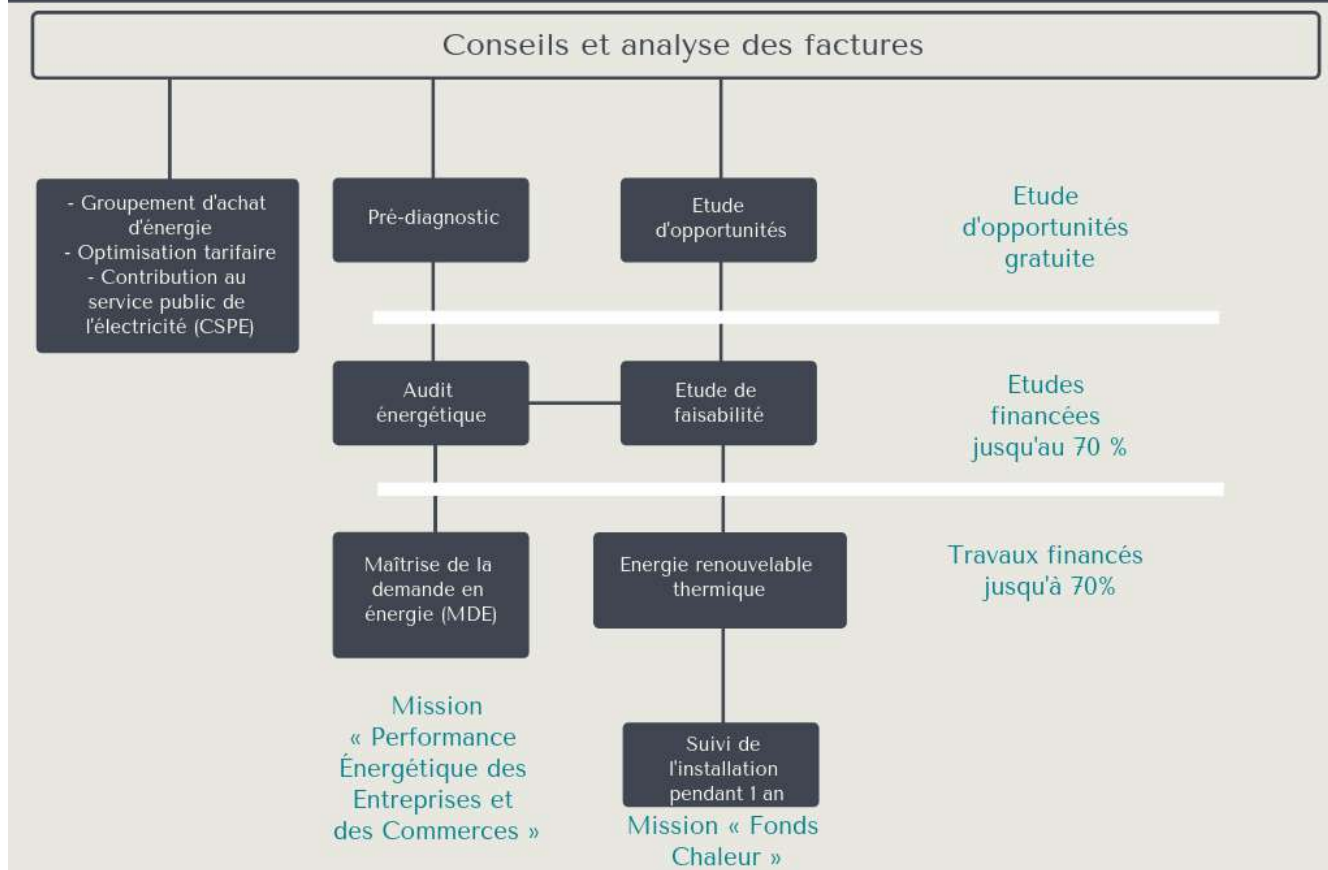 Conseils et analyse des factures
- Groupement d'achat
d'énergie
- Optimisation tarifaire
- Contribution au
service public de
l'électricité (CSPE)
Pré-diagnostic
Etude
d'opportunités
Etude
d'opportunités
gratuite
Audit
énergétique
Etude de
faisabilité
Etudes
financées
jusqu'au 70 %
Maîtrise de la
demande en
énergie (MDE)
Energie renouvelable
thermique
Travaux financés
jusqu'à 70%
Mission
« Performance
Énergétique des
Entreprises et
des Commerces »
Suivi de
l'installation
pendant 1 an
Mission « Fonds
Chaleur »